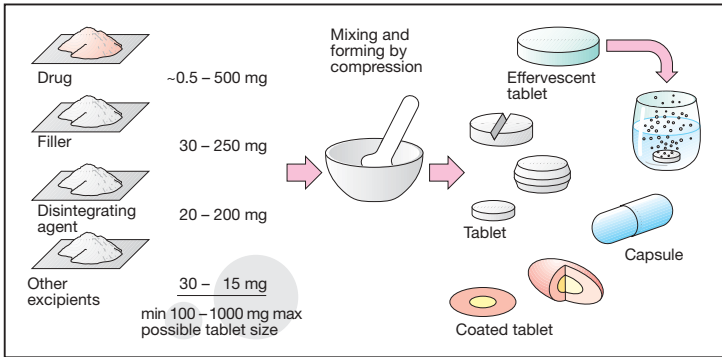 Drug
~0.5 – 500 mg
Filler
30 – 250 mg
Disintegrating
agent
20 – 200 mg
Other
excipients
30 – 15 mg
min 100 – 1000 mg max
possible tablet size
Mixing and
forming by
compression
Effervescent
tablet
Tablet
Capsule
Coated tablet